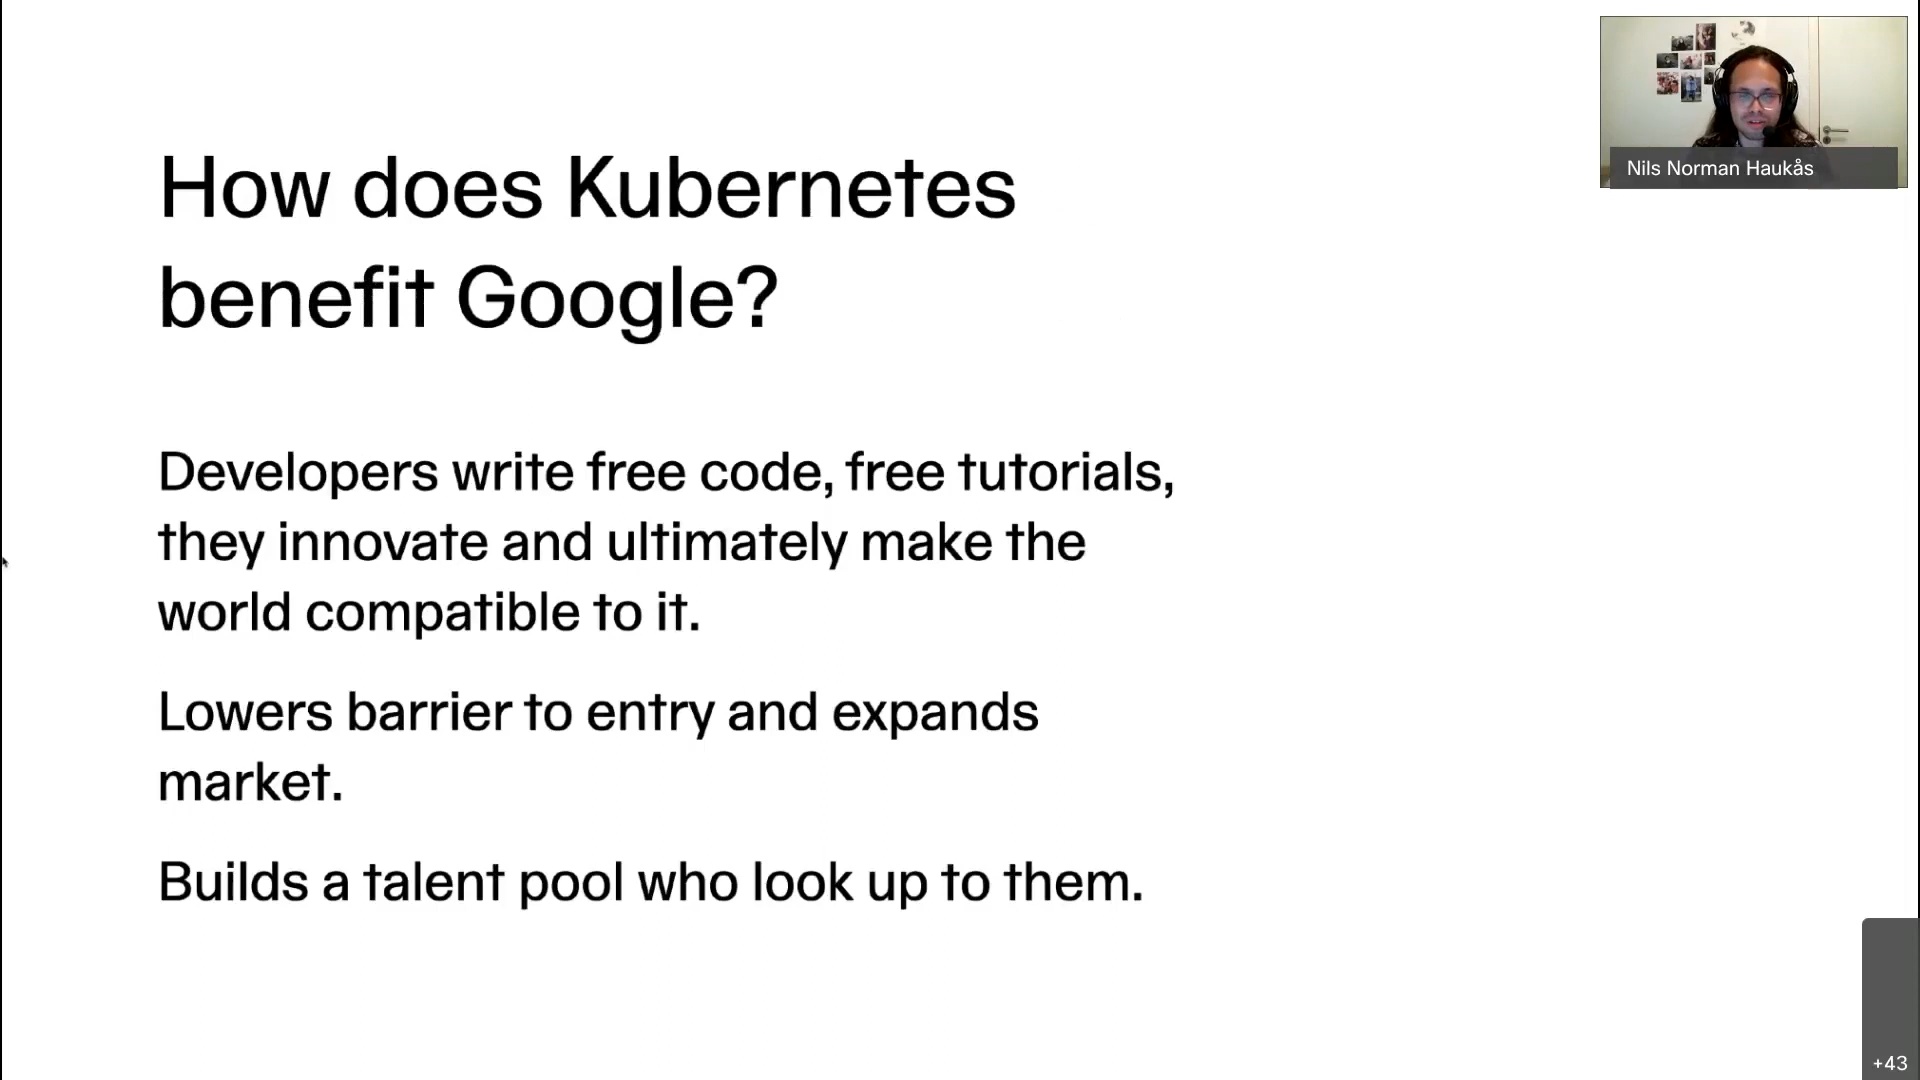 How does Kubernetes
benefit Google?
Developers write free code, free tutorials,
they innovate and ultimately make the
world compatible to it.
Lowers barrier to entry and expands
market.
Builds a talent pool who look up to them.
Nils Norman Haukås
+43